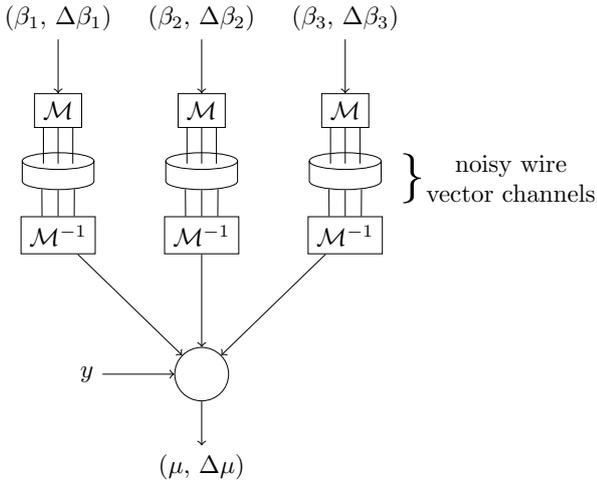 (β₁, Δβ₁) (β₂, Δβ₂) (β₃, Δβ₃)
ℳ ℳ ℳ
noisy wire
} vector channels
ℳ⁻¹ ℳ⁻¹ ℳ⁻¹
y
(μ, Δμ)